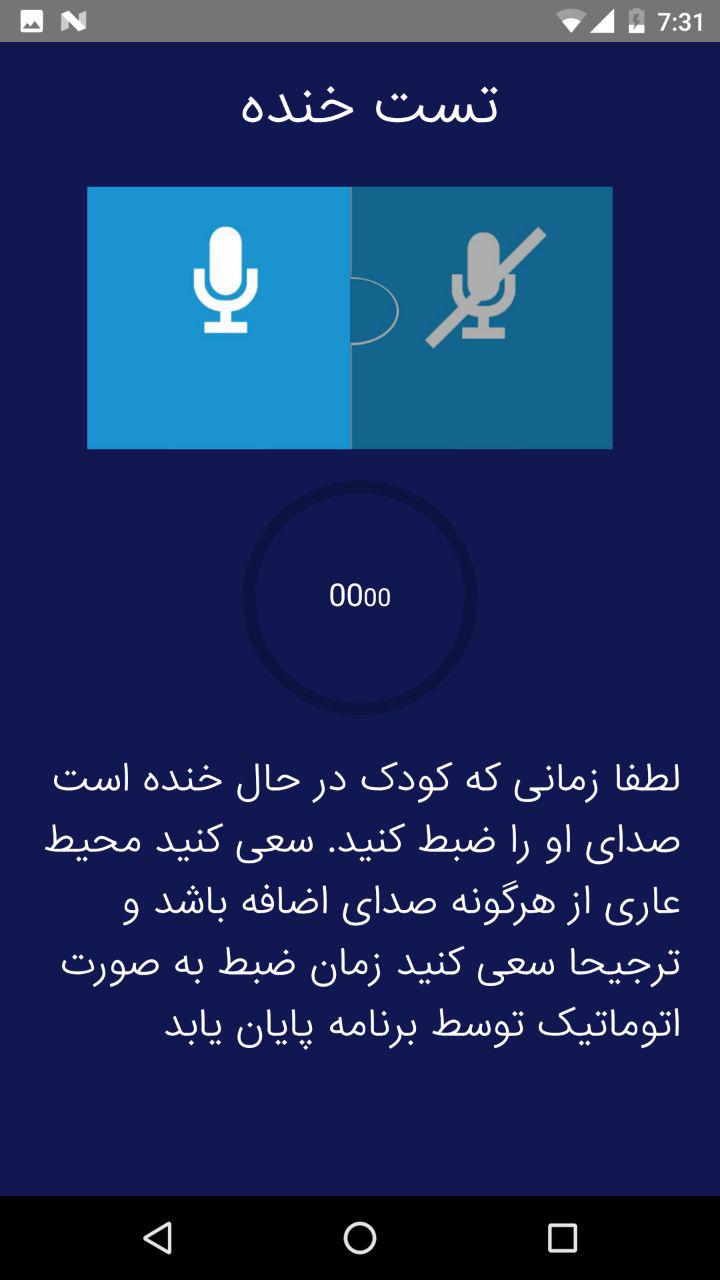 7:31
تست خنده
0000
لطفا زمانی که کودک در حال خنده است
صدای او را ضبط کنید. سعی کنید محیط
عاری از هرگونه صدای اضافه باشد و
ترجیحا سعی کنید زمان ضبط به صورت
اتوماتیک توسط برنامه پایان یابد